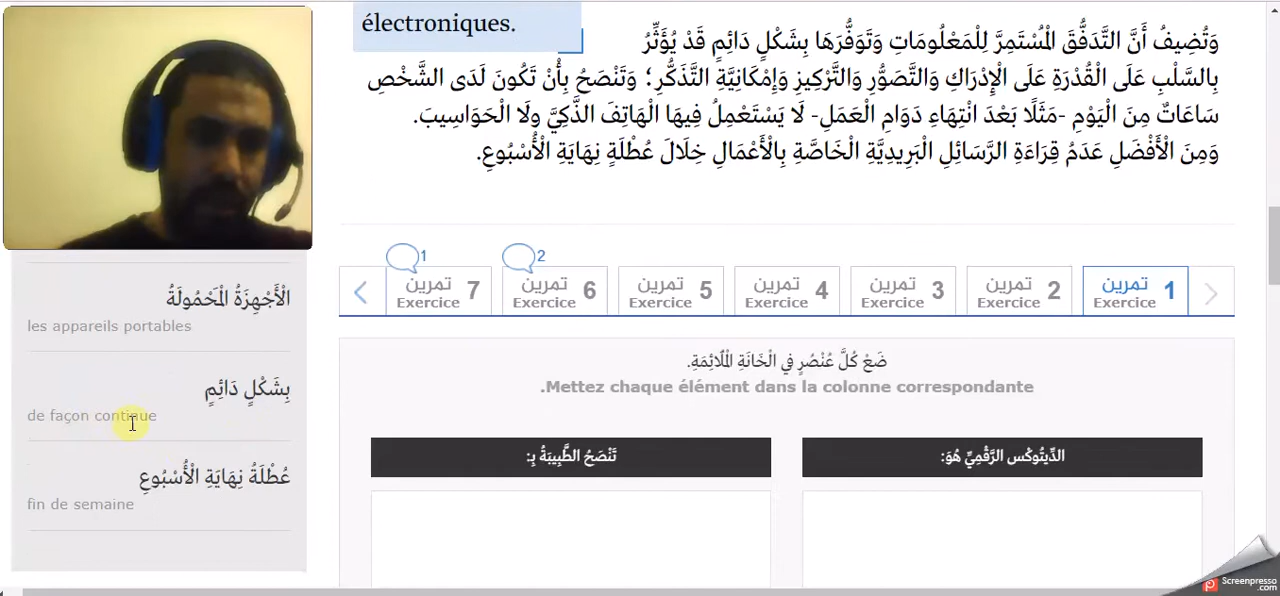 électroniques.
وَتُضِيفُ أَنَّ التَّدَفُّقَ الْمُسْتَمِرَّ لِلْمَعْلُومَاتِ وَتَوَفُّرَهَا بِشَكْلٍ دَائِمٍ قَدْ يُؤَثِّرُ
بِالسَّلْبِ عَلَى الْقُدْرَةِ عَلَى الْإِدْرَاكِ وَالتَّصَوُّرِ وَالتَّرْكِيزِ وَإِمْكَانِيَّةِ التَّذَكُّرِ؛ وَتَنْصَحُ بِأَنْ تَكُونَ لَدَى الشَّخْصِ
سَاعَاتٌ مِنَ الْيَوْمِ -مَثَلًا بَعْدَ انْتِهَاءِ دَوَامِ الْعَمَلِ- لَا يَسْتَعْمِلُ فِيهَا الْهَاتِفَ الذَّكِيَّ ولَا الْحَوَاسِيبَ.
وَمِنَ الْأَفْضَلِ عَدَمُ قِرَاءَةِ الرَّسَائِلِ الْبَرِيدِيَّةِ الْخَاصَّةِ بِالْأَعْمَالِ خِلَالَ عُطْلَةِ نِهَايَةِ الْأُسْبُوعِ.
1 2
تمرين 1 تمرين 2 تمرين 3 تمرين 4 تمرين 5 تمرين 6 تمرين 7
Exercice Exercice Exercice Exercice Exercice Exercice Exercice
ضَعْ كُلَّ عُنْصُرٍ فِي الْخَانَةِ الْمُلَائِمَةِ.
.Mettez chaque élément dans la colonne correspondante
الدِّيتُوكْس الرَّقْمِيِّ هُوَ:
تَنْصَحُ الطَّبِيبَةُ بِـ:
الْأَجْهِزَةُ الْمَحْمُولَةُ
les appareils portables
بِشَكْلٍ دَائِمٍ
de façon continue
عُطْلَةُ نِهَايَةِ الْأُسْبُوعِ
fin de semaine
Screenpresso
.com